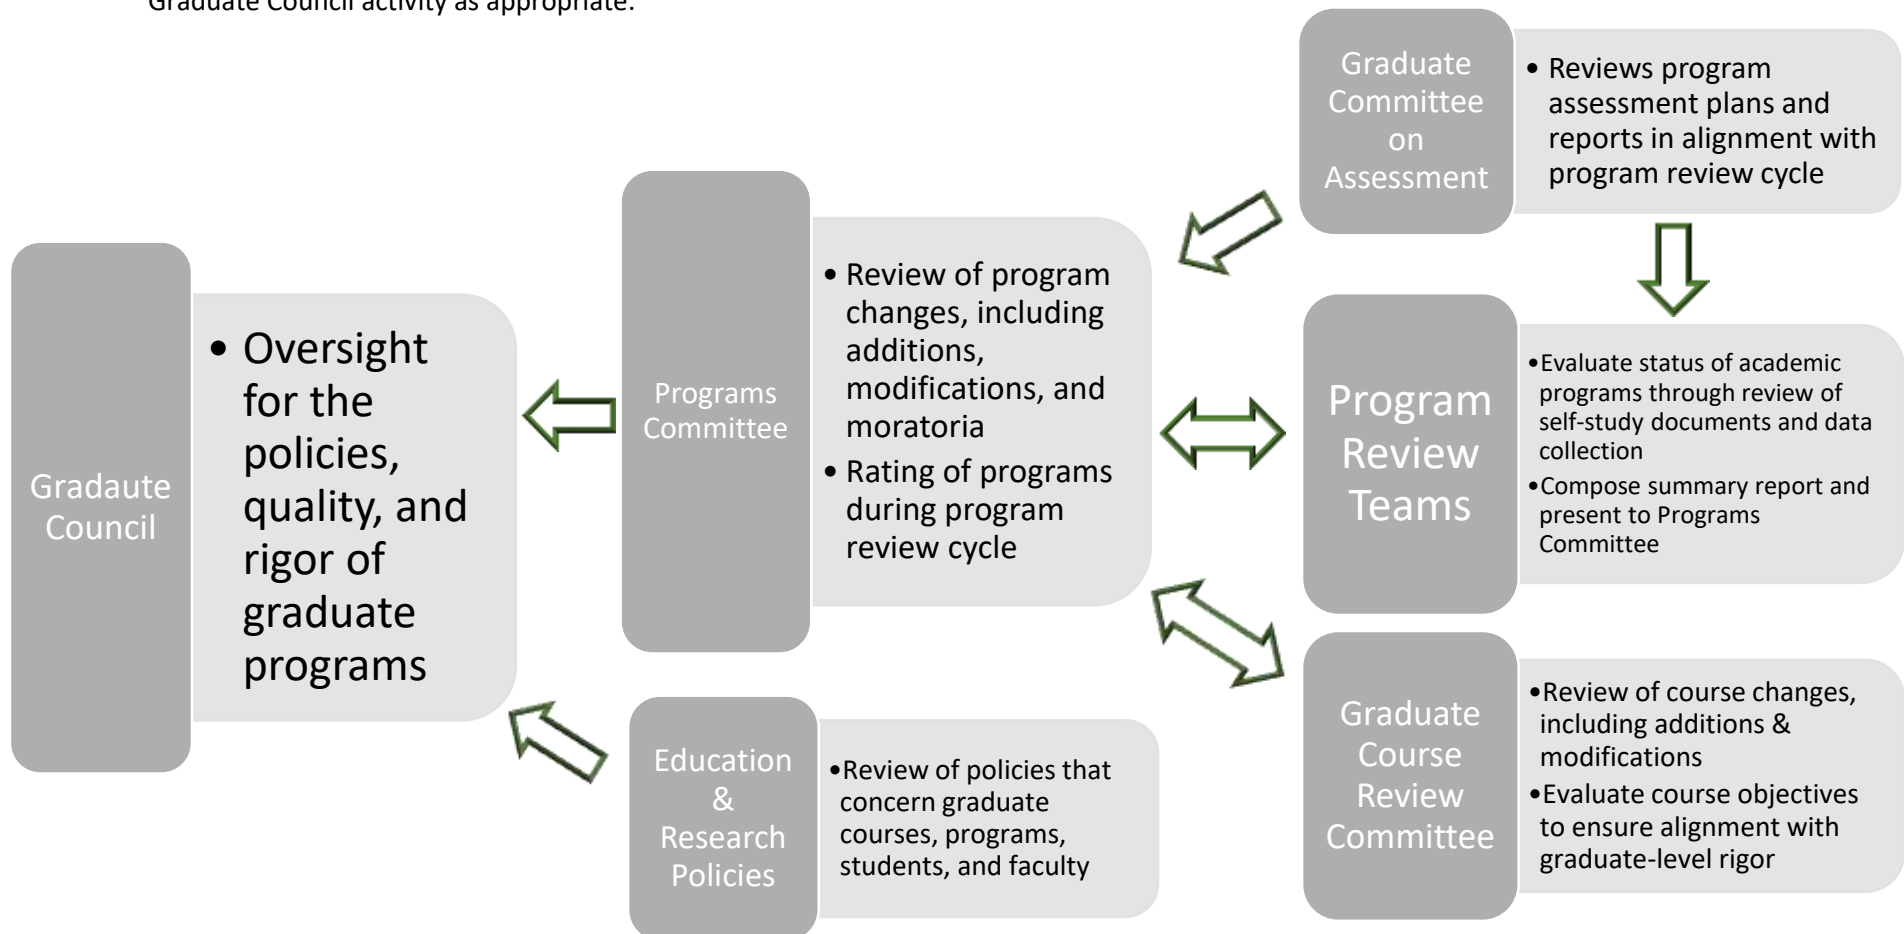 Graduate Council activity as appropriate.
Gradaute
Council
• Oversight
for the
policies,
quality, and
rigor of
graduate
programs
Programs
Committee
• Review of program
changes, including
additions,
modifications, and
moratoria
• Rating of programs
during program
review cycle
Education
&
Research
Policies
•Review of policies that
concern graduate
courses, programs,
students, and faculty
Graduate
Committee
on
Assessment
• Reviews program
assessment plans and
reports in alignment with
program review cycle
Program
Review
Teams
•Evaluate status of academic
programs through review of
self-study documents and data
collection
•Compose summary report and
present to Programs
Committee
Graduate
Course
Review
Committee
•Review of course changes,
including additions &
modifications
•Evaluate course objectives
to ensure alignment with
graduate-level rigor